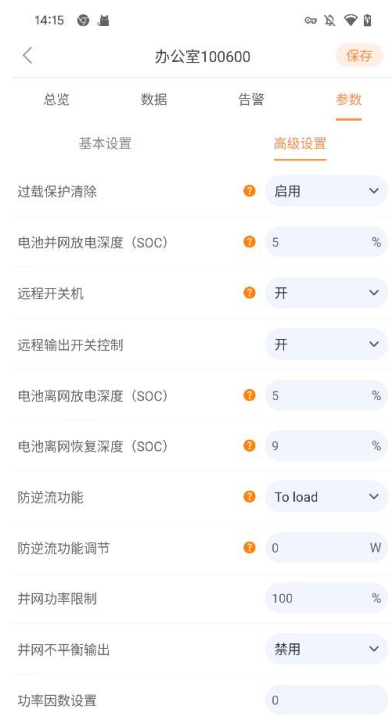 14:15
办公室100600
保存
总览 数据 告警 参数
基本设置 高级设置
过载保护清除 ? 启用
电池并网放电深度（SOC） ? 5 %
远程开关机 ? 开
远程输出开关控制 开
电池离网放电深度（SOC） ? 5 %
电池离网恢复深度（SOC） ? 9 %
防逆流功能 ? To load
防逆流功能调节 ? 0 W
并网功率限制 100 %
并网不平衡输出 禁用
功率因数设置 0